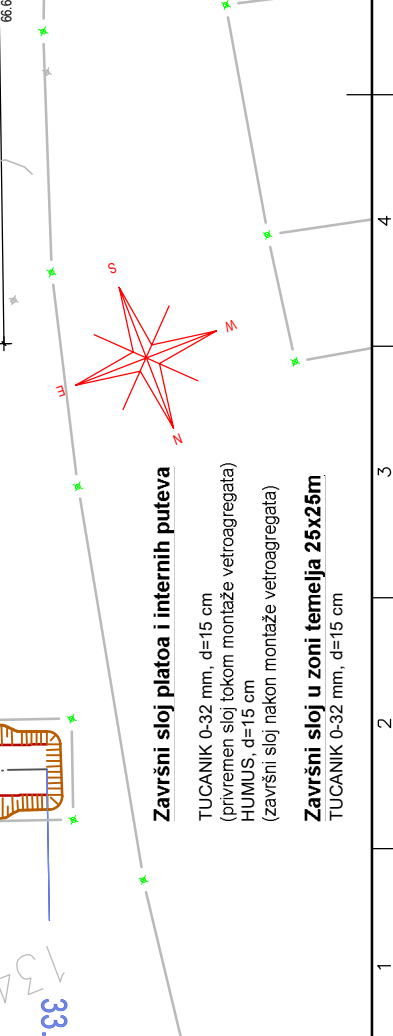 66.6
4
S
W
E
N
3
Završni sloj platoa i internih puteva
TUCANIK 0-32 mm, d=15 cm
(privremen sloj tokom montaže vetroagregata)
HUMUS, d=15 cm
(završni sloj nakon montaže vetroagregata)
Završni sloj u zoni temelja 25x25m
TUCANIK 0-32 mm, d=15 cm
2
1
134
33.